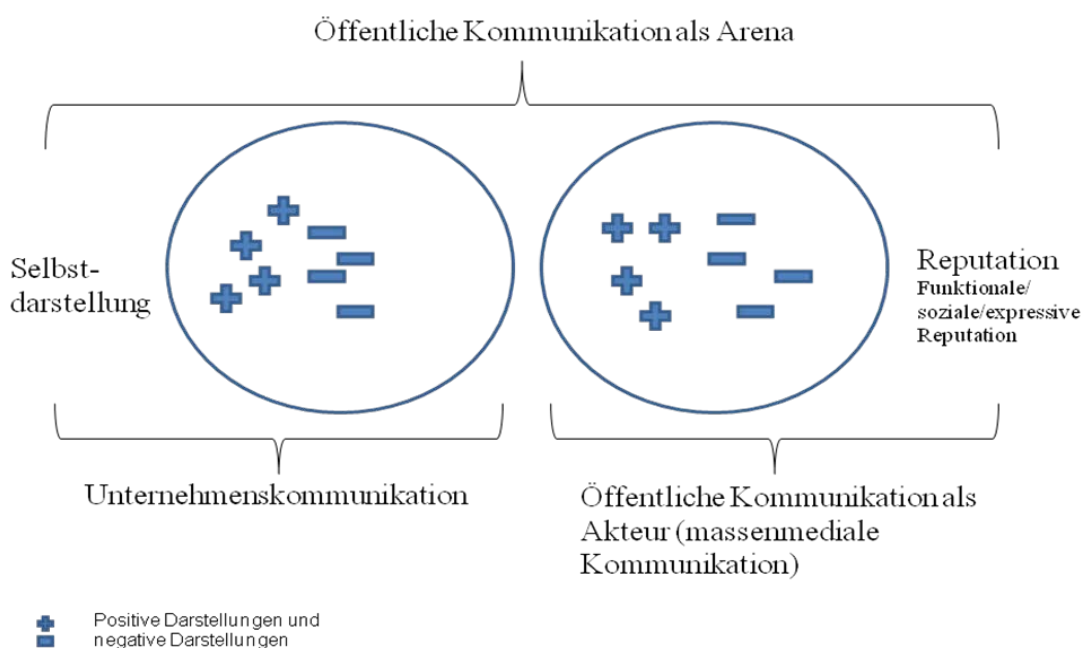 Öffentliche Kommunikation als Arena
Selbst-
darstellung
Reputation
Funktionale/
soziale/expressive
Reputation
Unternehmenskommunikation
Öffentliche Kommunikation als
Akteur (massenmediale
Kommunikation)
Positive Darstellungen und
negative Darstellungen